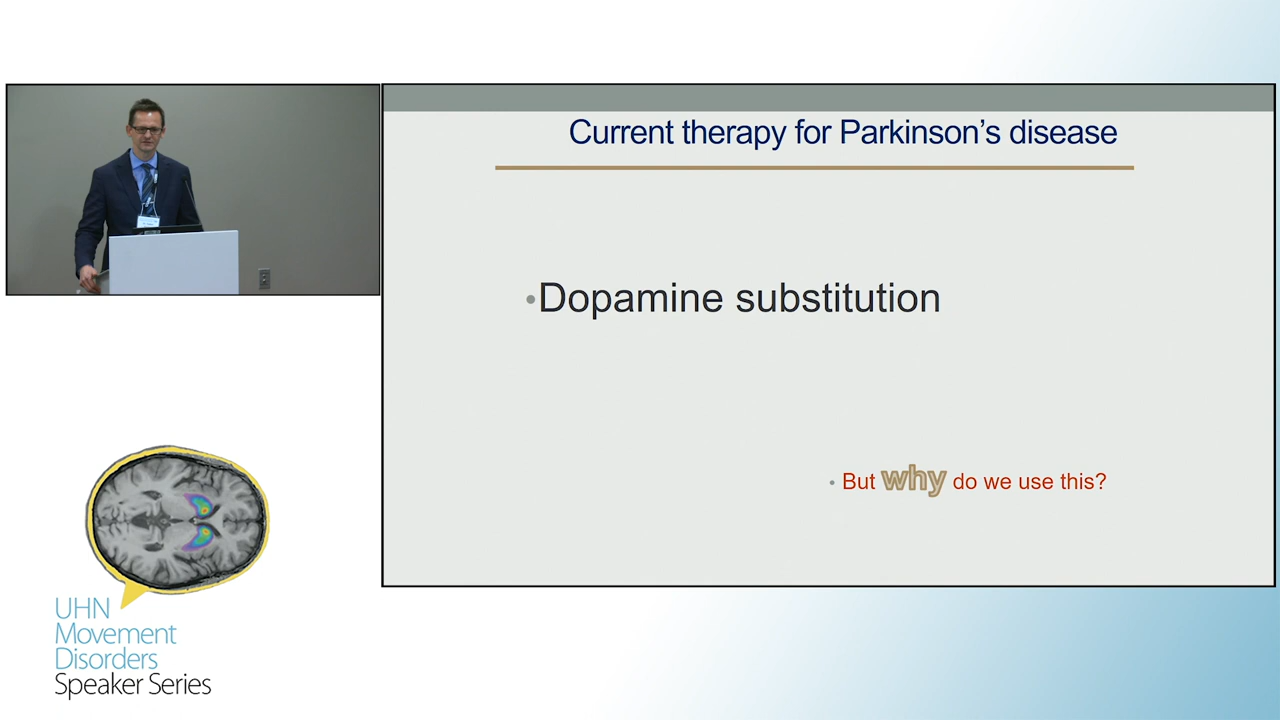 Current therapy for Parkinson's disease
•Dopamine substitution
• But why do we use this?
UHN
Movement
Disorders
Speaker Series